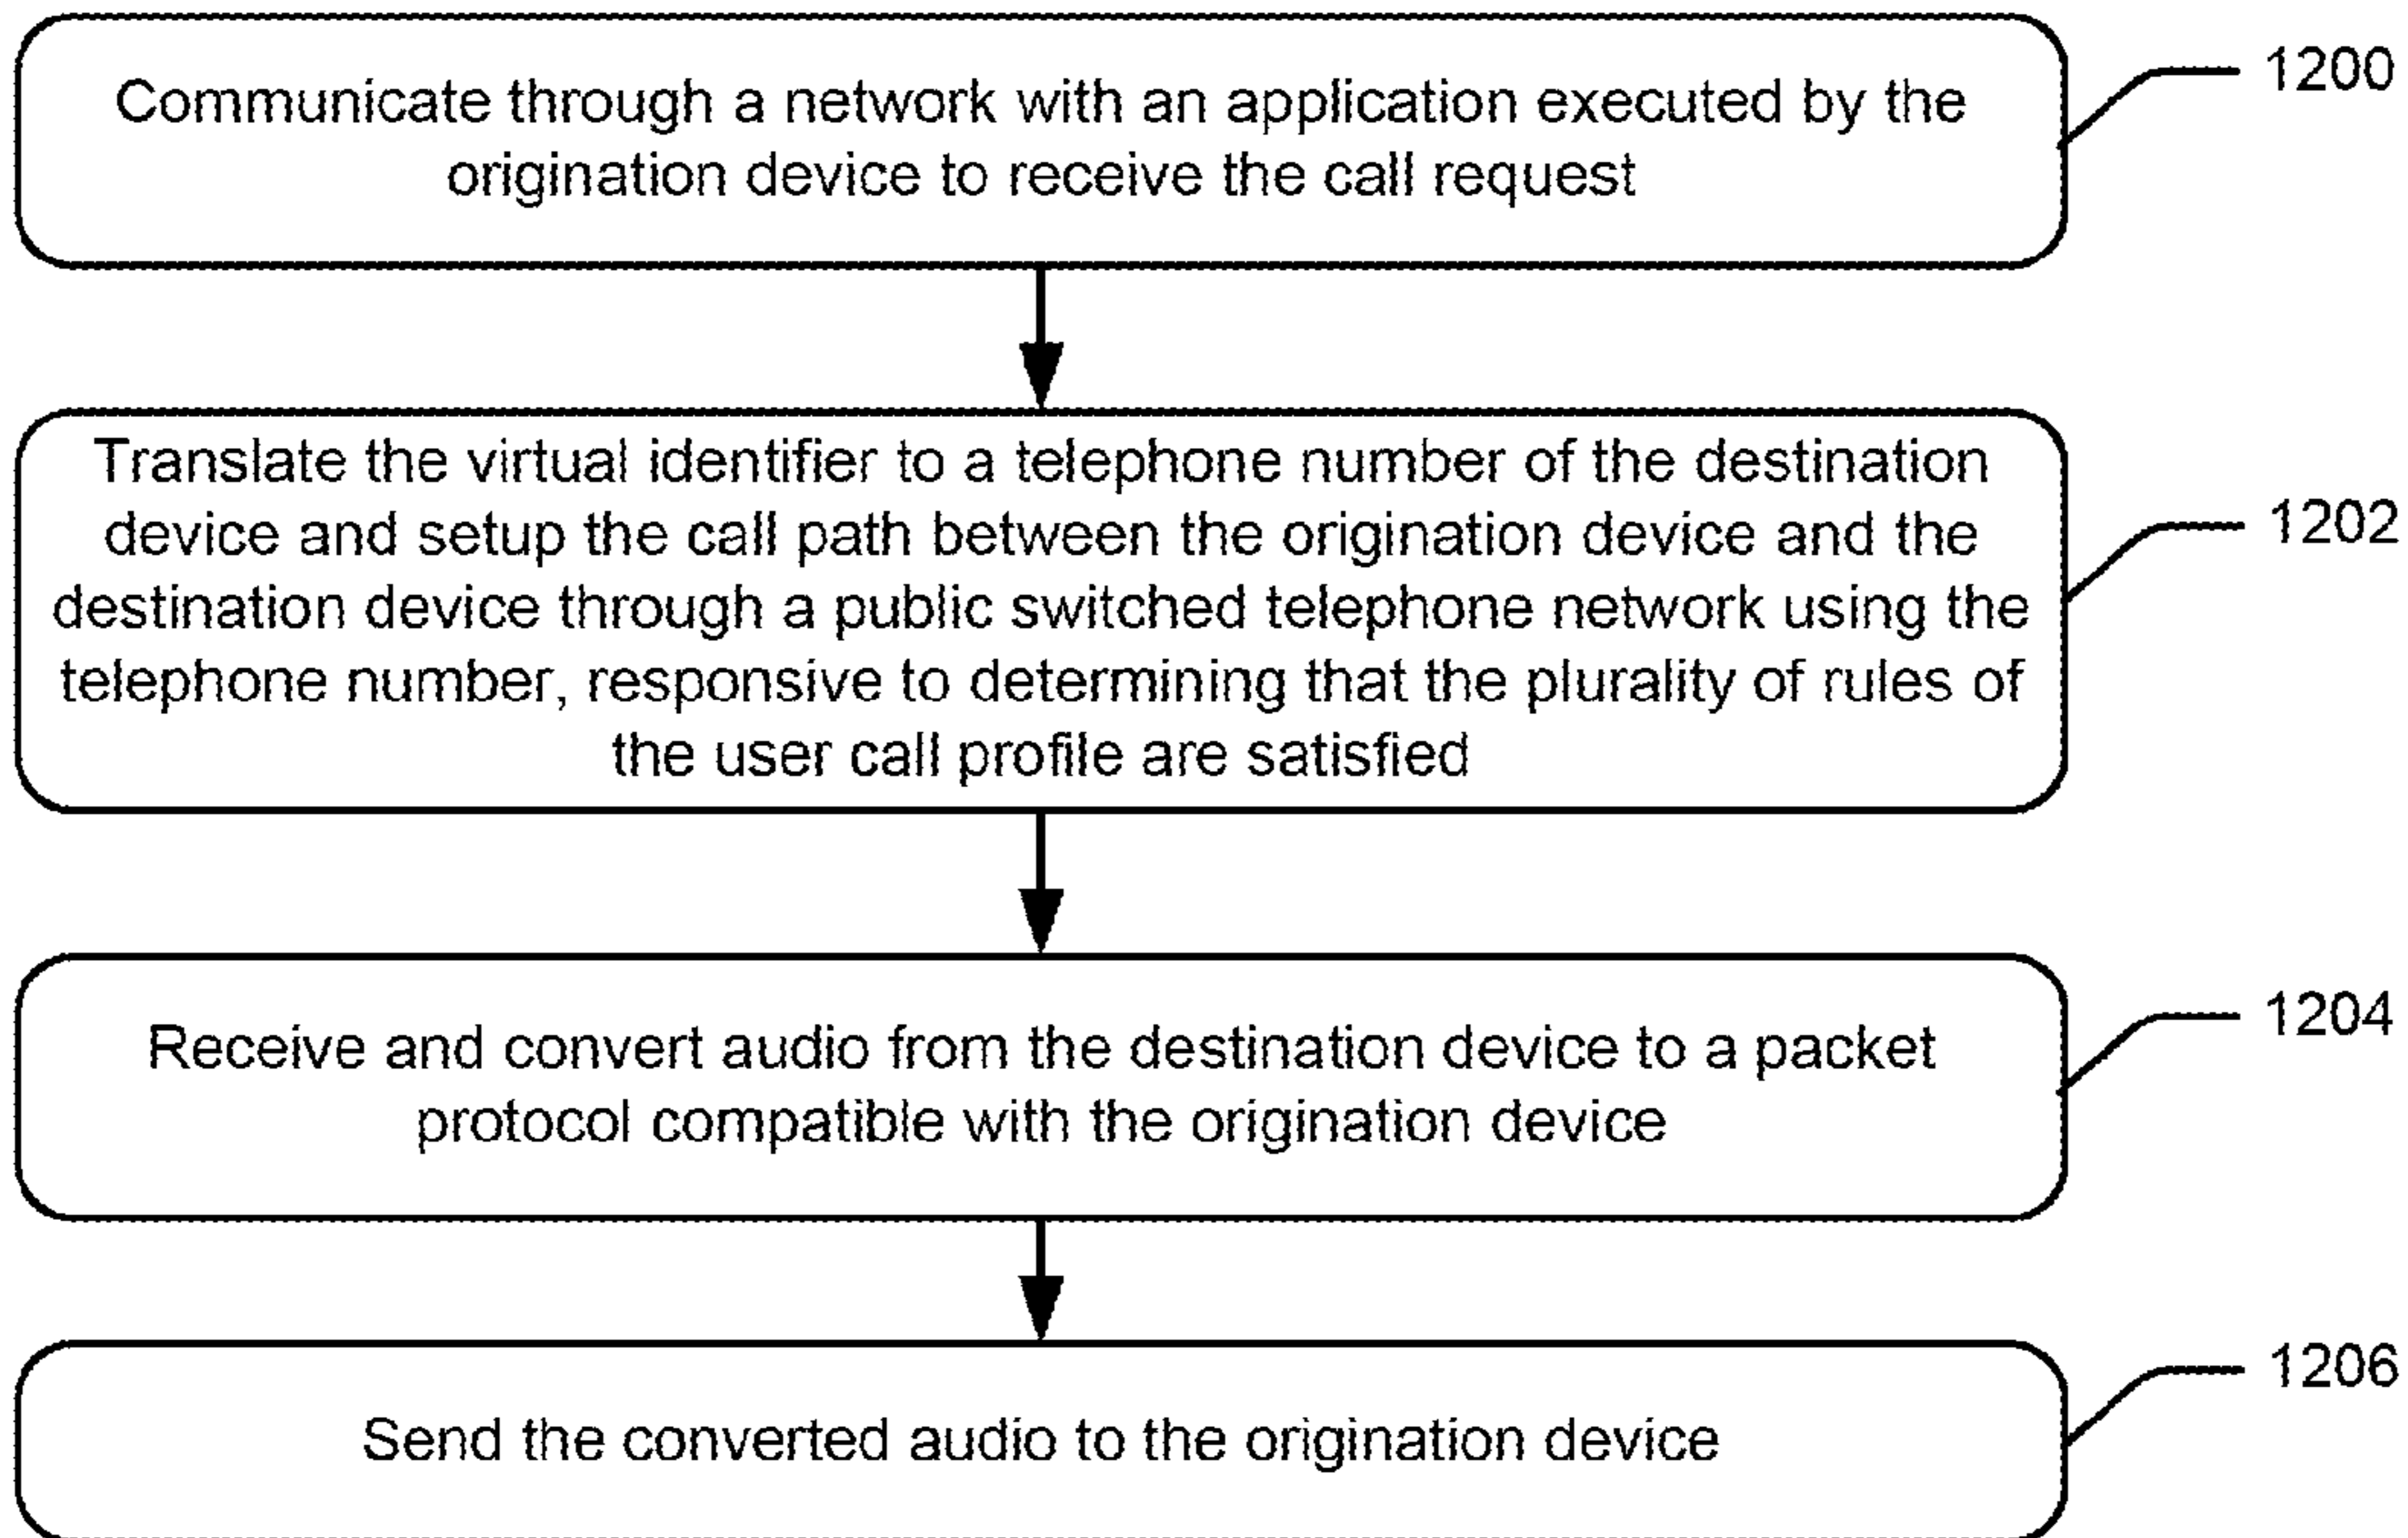 Communicate through a network with an application executed by the
origination device to receive the call request
1200
Translate the virtual identifier to a telephone number of the destination
device and setup the call path between the origination device and the
destination device through a public switched telephone network using the
telephone number, responsive to determining that the plurality of rules of
the user call profile are satisfied
1202
Receive and convert audio from the destination device to a packet
protocol compatible with the origination device
1204
Send the converted audio to the origination device
1206